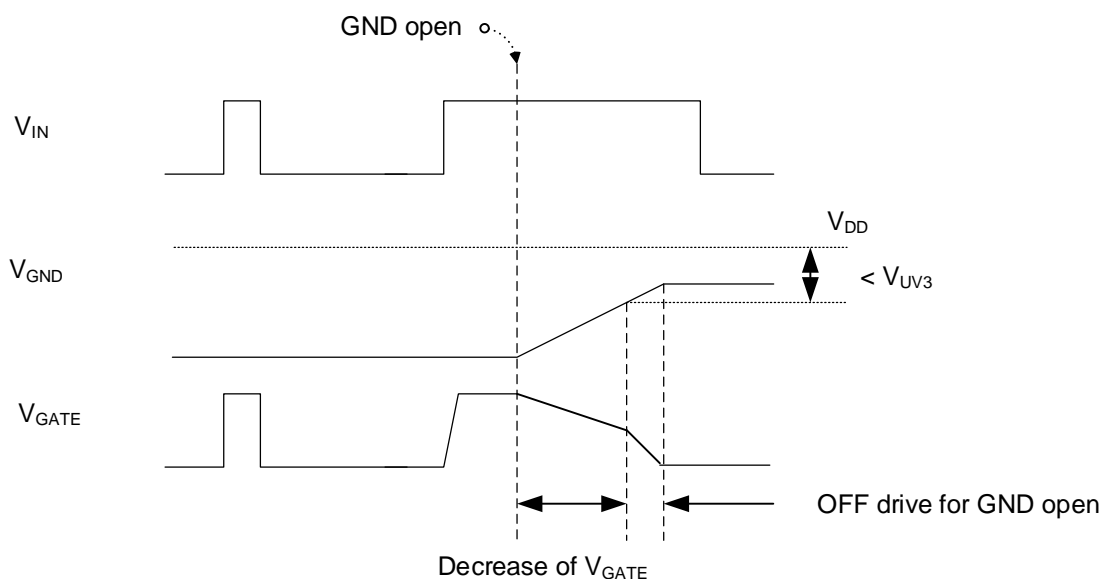 GND open
VIN
VDD
VGND
< VUV3
VGATE
OFF drive for GND open
Decrease of VGATE